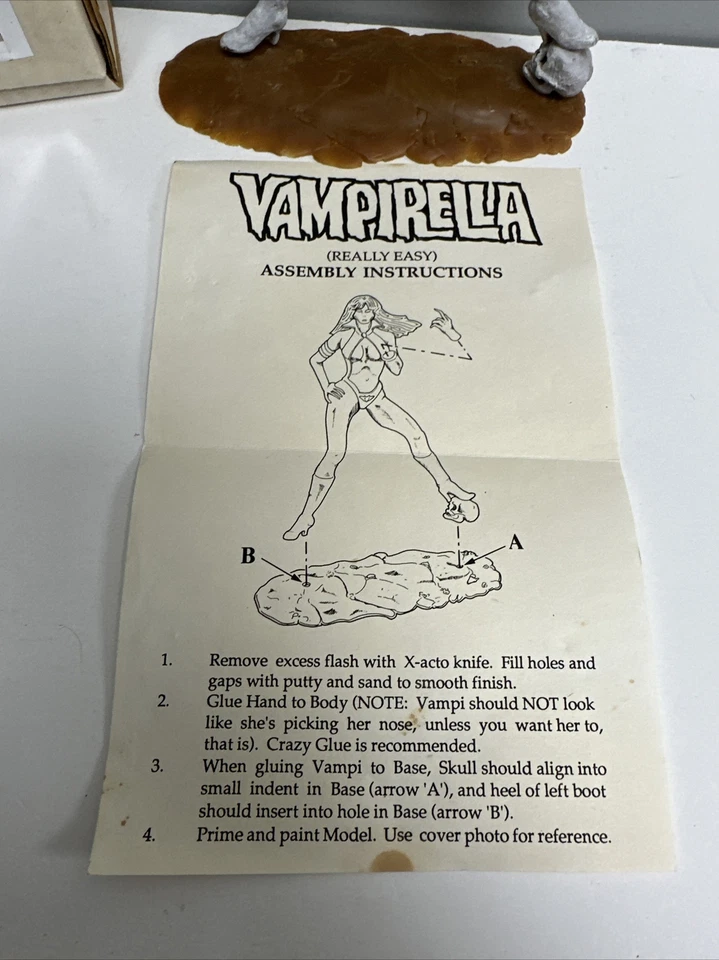 VAMPIRELLA
(REALLY EASY)
ASSEMBLY INSTRUCTIONS
A
B
1. Remove excess flash with X-acto knife. Fill holes and
gaps with putty and sand to smooth finish.
2. Glue Hand to Body (NOTE: Vampi should NOT look
like she's picking her nose, unless you want her to,
that is). Crazy Glue is recommended.
3. When gluing Vampi to Base, Skull should align into
small indent in Base (arrow 'A'), and heel of left boot
should insert into hole in Base (arrow 'B').
4. Prime and paint Model. Use cover photo for reference.